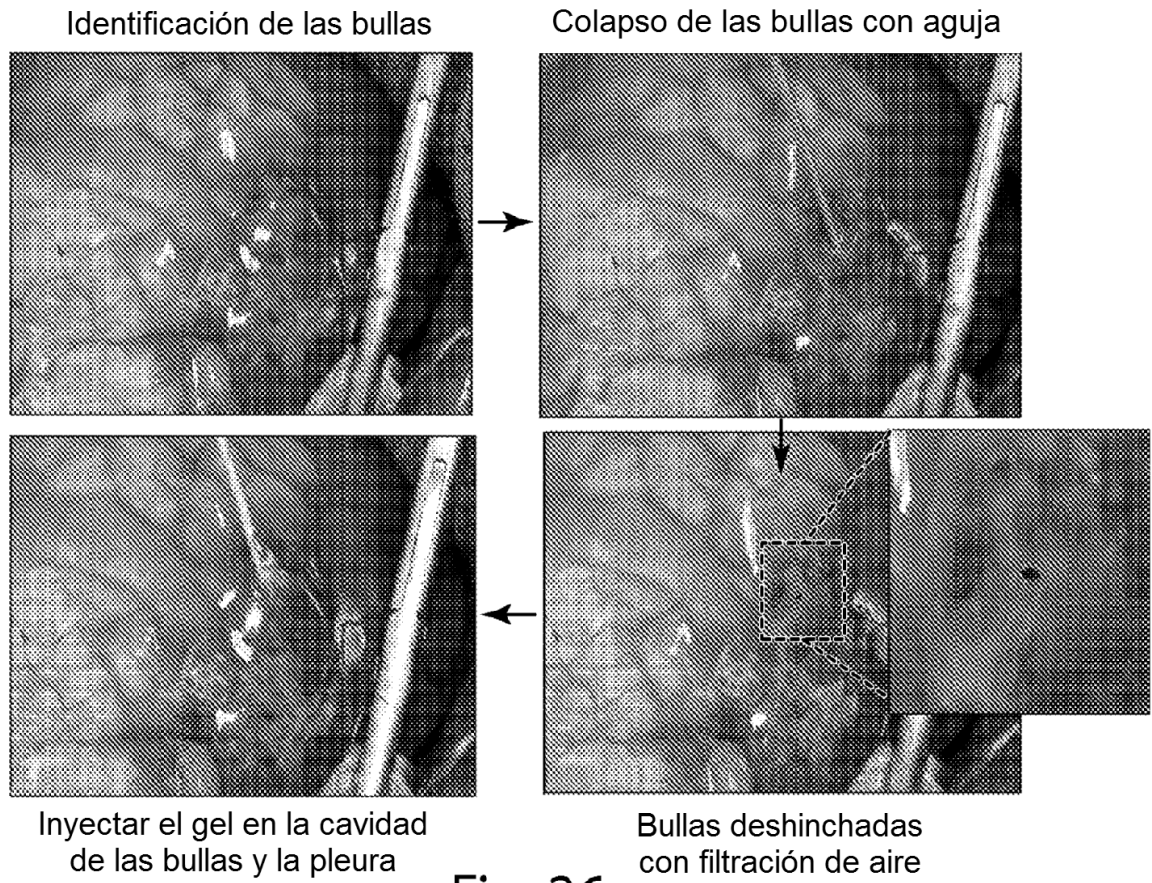 Identificación de las bullas
Colapso de las bullas con aguja
Inyectar el gel en la cavidad
de las bullas y la pleura
Bullas deshinchadas
con filtración de aire